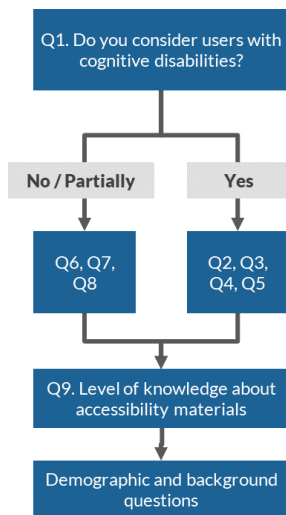 Q1. Do you consider users with
cognitive disabilities?
No / Partially
Yes
Q6, Q7,
Q8
Q2, Q3,
Q4, Q5
Q9. Level of knowledge about
accessibility materials
Demographic and background
questions